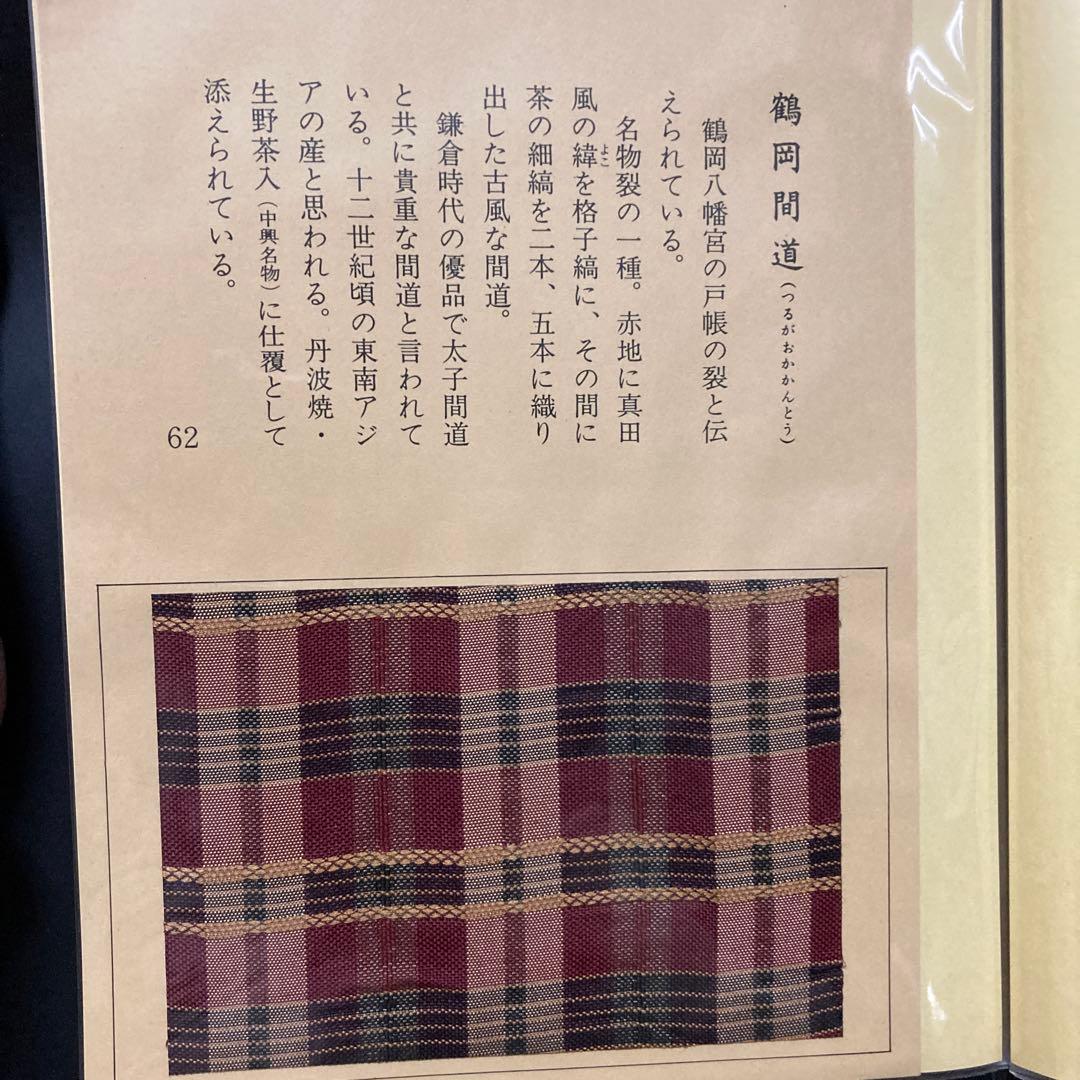 鶴岡間道(つるがおかかんとう)
鶴岡八幡宮の戸帳の裂と伝
えられている。
名物裂の一種。赤地に真田
風の緯よこを格子縞に、その間に
茶の細縞を二本、五本に織り
出した古風な間道。
鎌倉時代の優品で太子間道
と共に貴重な間道と言われて
いる。十二世紀頃の東南アジ
アの産と思われる。丹波焼・
生野茶入(中興名物)に仕覆として
添えられている。
62